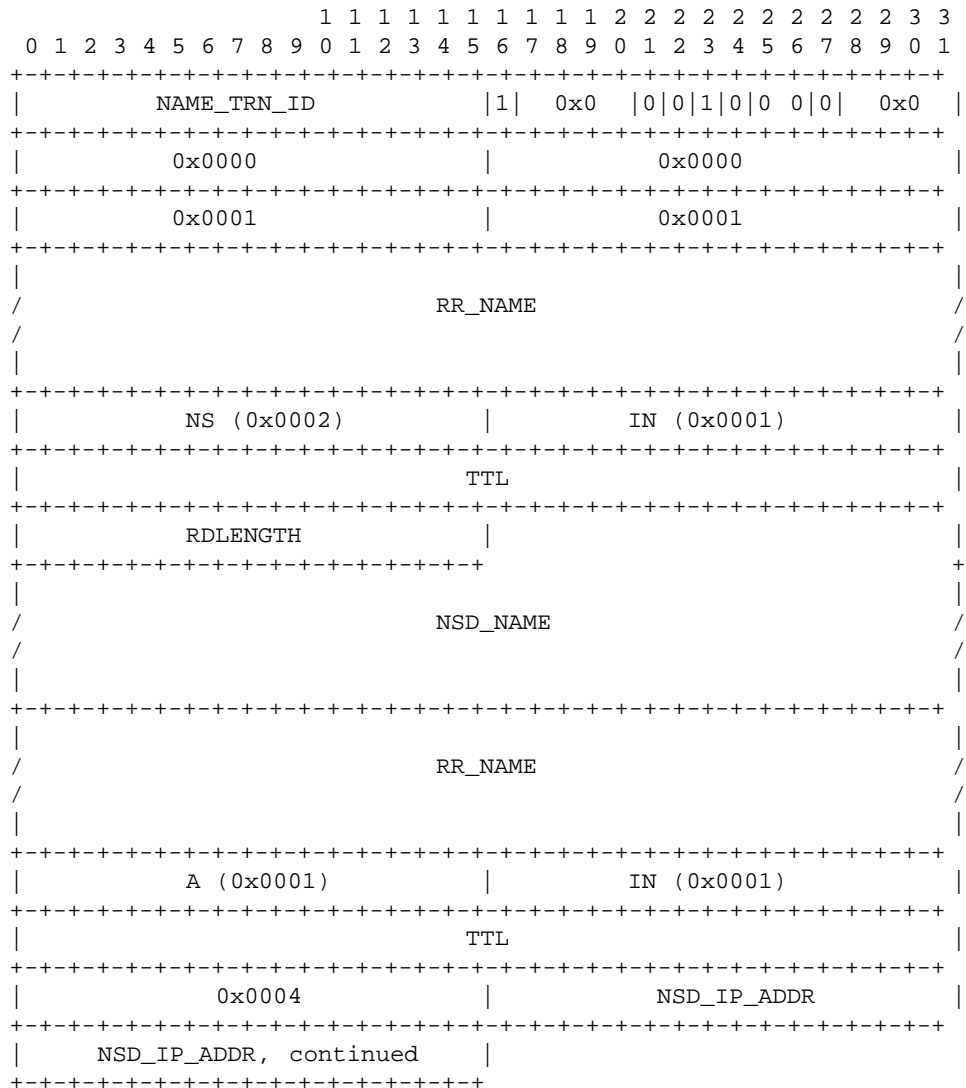 1 1 1 1 1 1 1 1 1 1 2 2 2 2 2 2 2 2 2 2 3 3
 0 1 2 3 4 5 6 7 8 9 0 1 2 3 4 5 6 7 8 9 0 1 2 3 4 5 6 7 8 9 0 1
+-+-+-+-+-+-+-+-+-+-+-+-+-+-+-+-+-+-+-+-+-+-+-+-+-+-+-+-+-+-+-+-+
|         NAME_TRN_ID           |1|  0x0  |0|0|1|0|0 0|0|  0x0  |
+-+-+-+-+-+-+-+-+-+-+-+-+-+-+-+-+-+-+-+-+-+-+-+-+-+-+-+-+-+-+-+-+
|          0x0000               |           0x0000              |
+-+-+-+-+-+-+-+-+-+-+-+-+-+-+-+-+-+-+-+-+-+-+-+-+-+-+-+-+-+-+-+-+
|          0x0001               |           0x0001              |
+-+-+-+-+-+-+-+-+-+-+-+-+-+-+-+-+-+-+-+-+-+-+-+-+-+-+-+-+-+-+-+-+
|                                                               |
/                            RR_NAME                            /
/                                                               /
|                                                               |
+-+-+-+-+-+-+-+-+-+-+-+-+-+-+-+-+-+-+-+-+-+-+-+-+-+-+-+-+-+-+-+-+
|           NS (0x0002)         |         IN (0x0001)           |
+-+-+-+-+-+-+-+-+-+-+-+-+-+-+-+-+-+-+-+-+-+-+-+-+-+-+-+-+-+-+-+-+
|                              TTL                              |
+-+-+-+-+-+-+-+-+-+-+-+-+-+-+-+-+-+-+-+-+-+-+-+-+-+-+-+-+-+-+-+-+
|           RDLENGTH            |                               |
+-+-+-+-+-+-+-+-+-+-+-+-+-+-+-+-+                               +
|                                                               |
/                            NSD_NAME                           /
/                                                               /
|                                                               |
+-+-+-+-+-+-+-+-+-+-+-+-+-+-+-+-+-+-+-+-+-+-+-+-+-+-+-+-+-+-+-+-+
|                                                               |
/                            RR_NAME                            /
/                                                               /
|                                                               |
+-+-+-+-+-+-+-+-+-+-+-+-+-+-+-+-+-+-+-+-+-+-+-+-+-+-+-+-+-+-+-+-+
|           A (0x0001)          |         IN (0x0001)           |
+-+-+-+-+-+-+-+-+-+-+-+-+-+-+-+-+-+-+-+-+-+-+-+-+-+-+-+-+-+-+-+-+
|                              TTL                              |
+-+-+-+-+-+-+-+-+-+-+-+-+-+-+-+-+-+-+-+-+-+-+-+-+-+-+-+-+-+-+-+-+
|             0x0004            |           NSD_IP_ADDR         |
+-+-+-+-+-+-+-+-+-+-+-+-+-+-+-+-+-+-+-+-+-+-+-+-+-+-+-+-+-+-+-+-+
|     NSD_IP_ADDR, continued    |
+-+-+-+-+-+-+-+-+-+-+-+-+-+-+-+-+